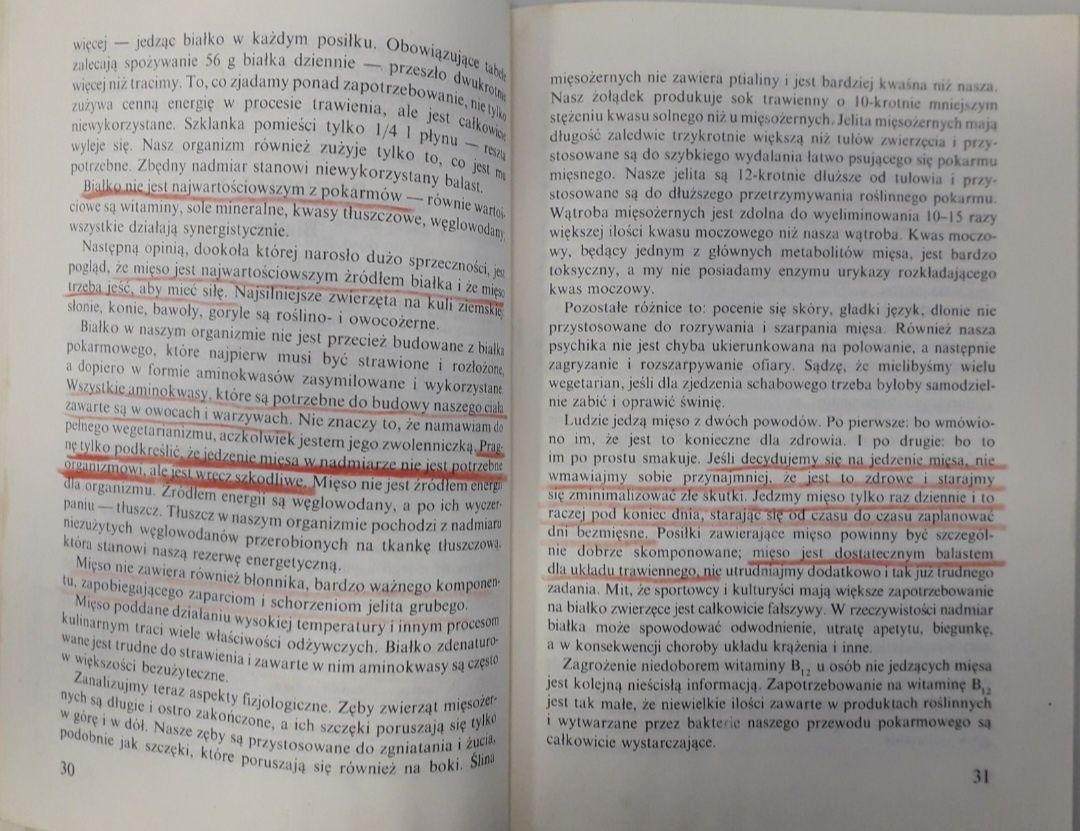 więcej — jedząc białko w każdym posiłku. Obowiązujące tabele
zalecają spożywanie 56 g białka dziennie — przeszło dwukrotnie
więcej niż tracimy. To, co zjadamy ponad zapotrzebowanie, nie tylko
zużywa cenną energię w procesie trawienia, ale jest całkowicie
niewykorzystane. Szklanka pomieści tylko 1/4 l płynu — reszta
wyleje się. Nasz organizm również zużyje tylko to, co jest mu
potrzebne. Zbędny nadmiar stanowi niewykorzystany balast.
Białko nie jest najwartościowszym z pokarmów — równie wartoś-
ciowe są witaminy, sole mineralne, kwasy tłuszczowe, węglowodany,
wszystkie działają synergistycznie.
Następną opinią, dookoła której narosło dużo sprzeczności, jest
pogląd, że mięso jest najwartościowszym źródłem białka i że mięso
trzeba jeść, aby mieć siłę. Najsilniejsze zwierzęta na kuli ziemskiej,
słonie, konie, bawoły, goryle są roślino- i owocożerne.
Białko w naszym organizmie nie jest przecież budowane z białka
pokarmowego, które najpierw musi być strawione i rozłożone,
a dopiero w formie aminokwasów zasymilowane i wykorzystane.
Wszystkie aminokwasy, które są potrzebne do budowy naszego ciała
zawarte są w owocach i warzywach. Nie znaczy to, że namawiam do
pełnego wegetarianizmu, aczkolwiek jestem jego zwolenniczką. Prag-
nę tylko podkreślić, że jedzenie mięsa w nadmiarze nie jest potrzebne
organizmowi, ale jest wręcz szkodliwe. Mięso nie jest źródłem energii
dla organizmu. Źródłem energii są węglowodany, a po ich wyczer-
paniu — tłuszcz. Tłuszcz w naszym organizmie pochodzi z nadmiaru
niezużytych węglowodanów przerobionych na tkankę tłuszczową,
która stanowi naszą rezerwę energetyczną.
Mięso nie zawiera również błonnika, bardzo ważnego komponen-
tu, zapobiegającego zaparciom i schorzeniom jelita grubego.
Mięso poddane działaniu wysokiej temperatury i innym procesom
kulinarnym traci wiele właściwości odżywczych. Białko zdenaturo-
wane jest trudne do strawienia i zawarte w nim aminokwasy są często
w większości bezużyteczne.
Zanalizujmy teraz aspekty fizjologiczne. Zęby zwierząt mięsożer-
nych są długie i ostro zakończone, a ich szczęki poruszają się tylko
w górę i w dół. Nasze zęby są przystosowane do zgniatania i żucia,
podobnie jak szczęki, które poruszają się również na boki. Ślina
30
mięsożernych nie zawiera ptialiny i jest bardziej kwaśna niż nasza.
Nasz żołądek produkuje sok trawienny o 10-krotnie mniejszym
stężeniu kwasu solnego niż u mięsożernych. Jelita mięsożernych mają
długość zaledwie trzykrotnie większą niż tułów zwierzęcia i przy-
stosowane są do szybkiego wydalania łatwo psującego się pokarmu
mięsnego. Nasze jelita są 12-krotnie dłuższe od tułowia i przy-
stosowane są do dłuższego przetrzymywania roślinnego pokarmu.
Wątroba mięsożernych jest zdolna do wyeliminowania 10–15 razy
większej ilości kwasu moczowego niż nasza wątroba. Kwas moczo-
wy, będący jednym z głównych metabolitów mięsa, jest bardzo
toksyczny, a my nie posiadamy enzymu urykazy rozkładającego
kwas moczowy.
Pozostałe różnice to: pocenie się skóry, gładki język, dłonie nie
przystosowane do rozrywania i szarpania mięsa. Również nasza
psychika nie jest chyba ukierunkowana na polowanie, a następnie
zagryzanie i rozszarpywanie ofiary. Sądzę, że mielibyśmy wielu
wegetarian, jeśli dla zjedzenia schabowego trzeba byłoby samodziel-
nie zabić i oprawić świnię.
Ludzie jedzą mięso z dwóch powodów. Po pierwsze: bo wmówio-
no im, że jest to konieczne dla zdrowia. I po drugie: bo to
im po prostu smakuje. Jeśli decydujemy się na jedzenie mięsa, nie
wmawiajmy sobie przynajmniej, że jest to zdrowe i starajmy
się zminimalizować złe skutki. Jedzmy mięso tylko raz dziennie i to
raczej pod koniec dnia, starając się od czasu do czasu zaplanować
dni bezmięsne. Posiłki zawierające mięso powinny być szczegól-
nie dobrze skomponowane; mięso jest dostatecznym balastem
dla układu trawiennego, nie utrudniajmy dodatkowo i tak już trudnego
zadania. Mit, że sportowcy i kulturyści mają większe zapotrzebowanie
na białko zwierzęce jest całkowicie fałszywy. W rzeczywistości nadmiar
białka może spowodować odwodnienie, utratę apetytu, biegunkę,
a w konsekwencji choroby układu krążenia i inne.
Zagrożenie niedoborem witaminy B₁₂ u osób nie jedzących mięsa
jest kolejną nieścisłą informacją. Zapotrzebowanie na witaminę B₁₂
jest tak małe, że niewielkie ilości zawarte w produktach roślinnych
i wytwarzane przez bakterie naszego przewodu pokarmowego są
całkowicie wystarczające.
31